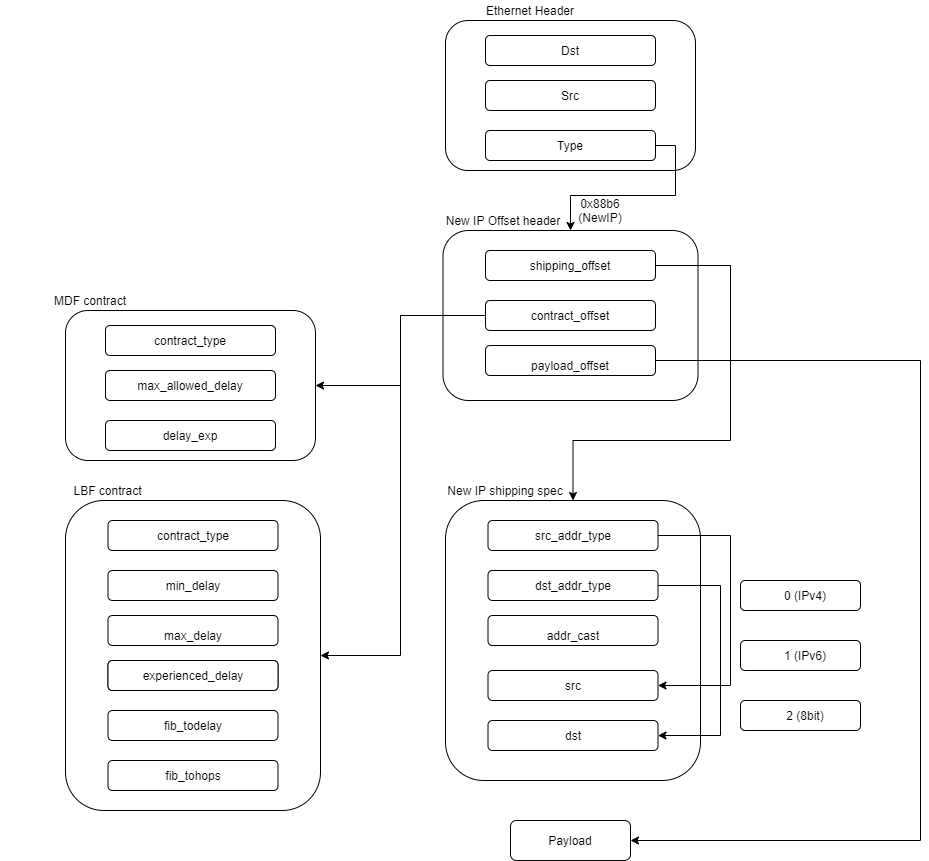 Ethernet Header
Dst
Src
Type
0x88b6
(NewIP)
New IP Offset header
shipping_offset
contract_offset
payload_offset
MDF contract
contract_type
max_allowed_delay
delay_exp
LBF contract
contract_type
min_delay
max_delay
experienced_delay
fib_todelay
fib_tohops
New IP shipping spec
src_addr_type
dst_addr_type
addr_cast
src
dst
0 (IPv4)
1 (IPv6)
2 (8bit)
Payload